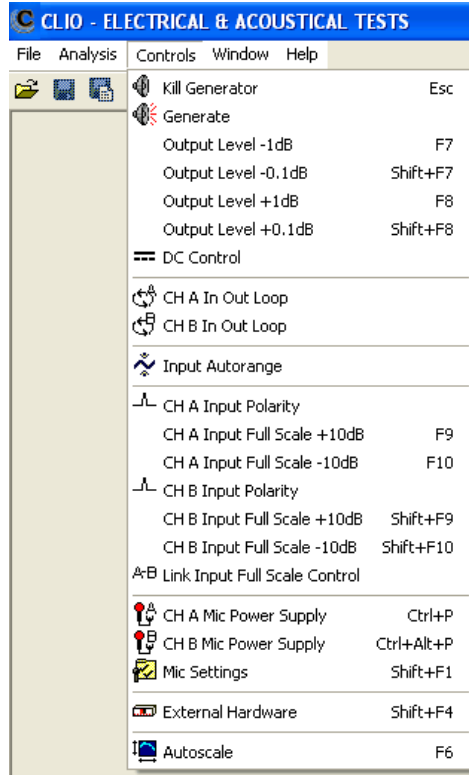 CLIO - ELECTRICAL & ACOUSTICAL TESTS
File Analysis Controls Window Help
Kill Generator Esc
Generate
Output Level -1dB F7
Output Level -0.1dB Shift+F7
Output Level +1dB F8
Output Level +0.1dB Shift+F8
DC Control
CH A In Out Loop
CH B In Out Loop
Input Autorange
CH A Input Polarity
CH A Input Full Scale +10dB F9
CH A Input Full Scale -10dB F10
CH B Input Polarity
CH B Input Full Scale +10dB Shift+F9
CH B Input Full Scale -10dB Shift+F10
A-B Link Input Full Scale Control
CH A Mic Power Supply Ctrl+P
CH B Mic Power Supply Ctrl+Alt+P
Mic Settings Shift+F1
External Hardware Shift+F4
Autoscale F6